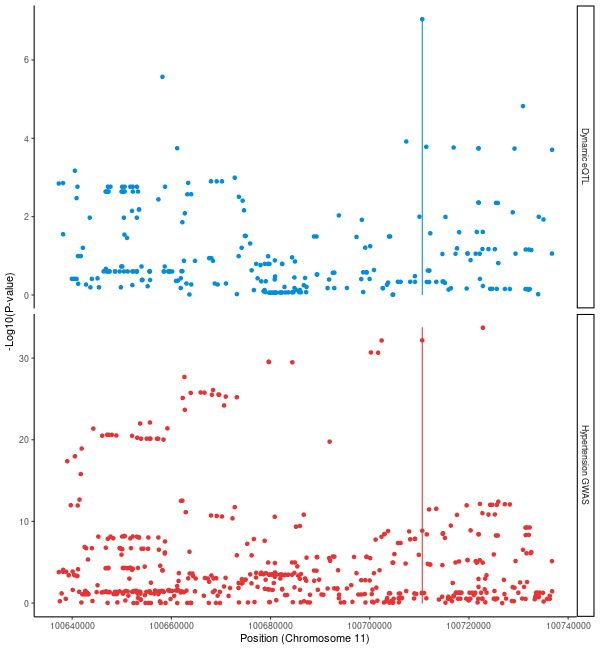 -Log10(P-value)
6
4
2
0
Dynamic eQTL
30
20
10
0
Hypertension GWAS
100640000 100660000 100680000 100700000 100720000 100740000
Position (Chromosome 11)